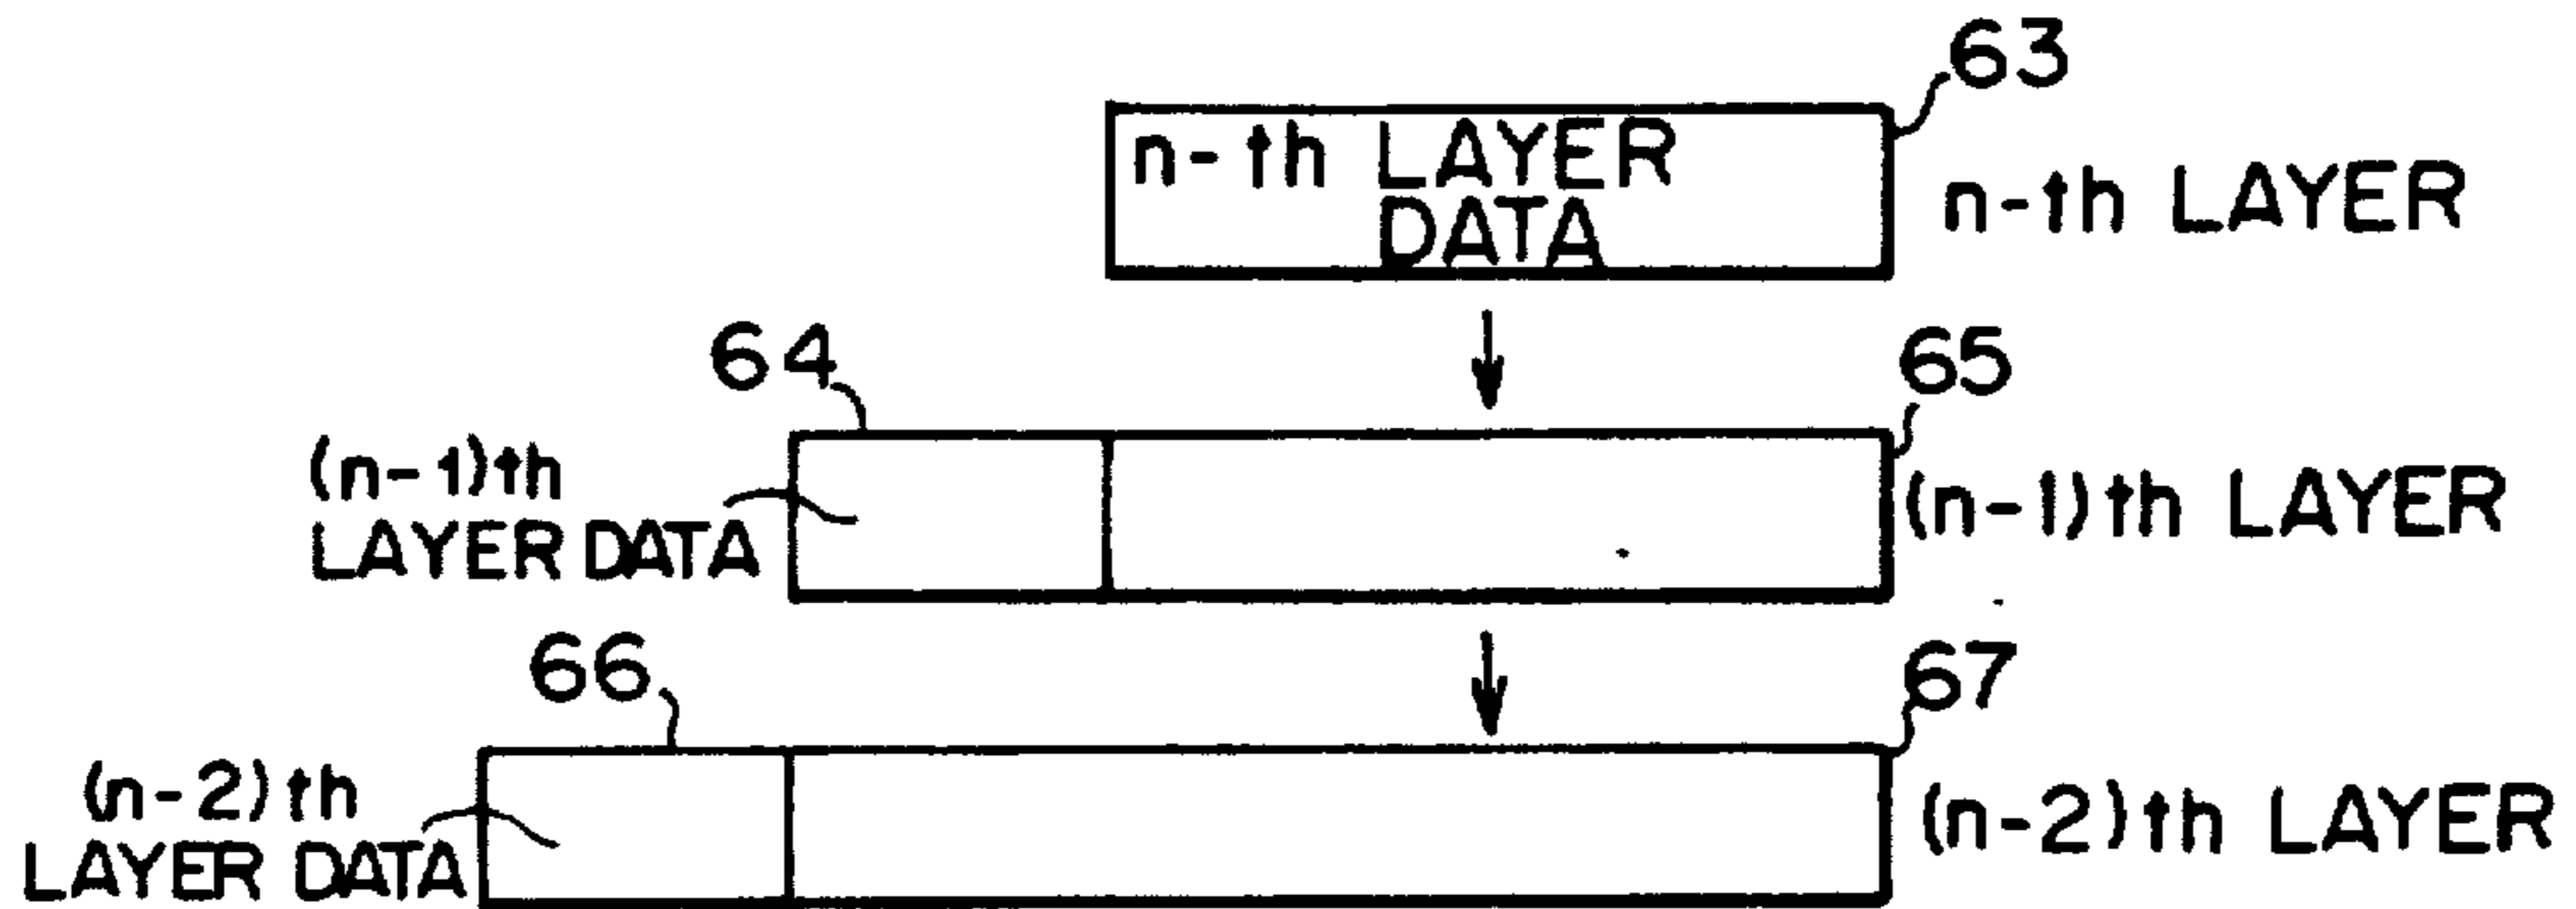 63
n-th LAYER
DATA
n-th LAYER
64
65
(n-1)th
LAYER DATA
(n-1)th LAYER
66
67
(n-2)th
LAYER DATA
(n-2)th LAYER